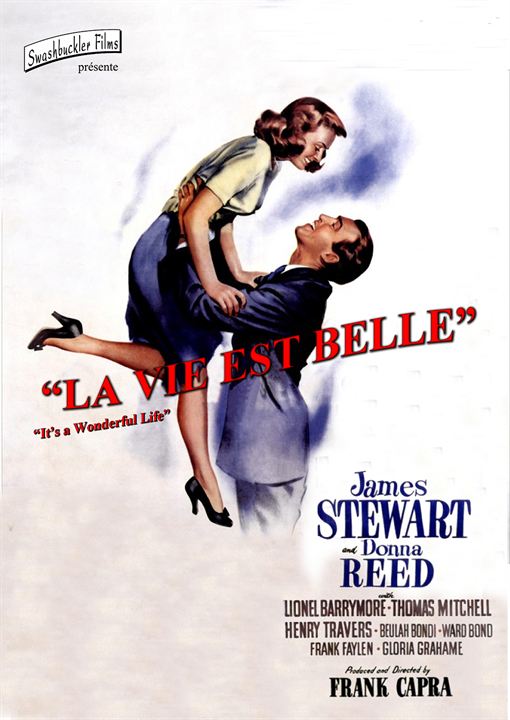 Swashbuckler Films
présente
“LA VIE EST BELLE”
“It's a Wonderful Life”
James
STEWART
and Donna
REED
with
LIONEL BARRYMORE · THOMAS MITCHELL
HENRY TRAVERS · BEULAH BONDI · WARD BOND
FRANK FAYLEN · GLORIA GRAHAME
Produced and Directed by
FRANK CAPRA